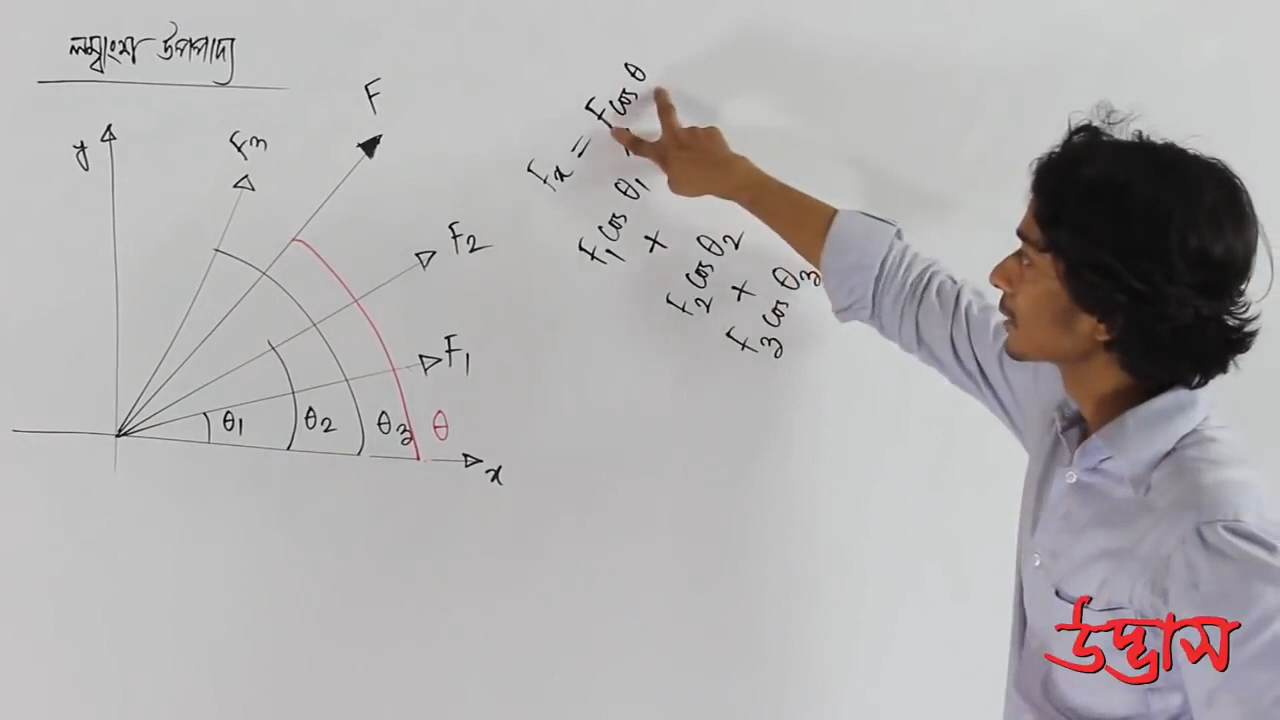 লম্বাংশ উপপাদ্য
y
F3
F
F2
F1
θ1
θ2
θ3
θ
x
Fx = F cos θ
=
F1 cos θ1
+
F2 cos θ2
+
F3 cos θ3
উদ্ভাস